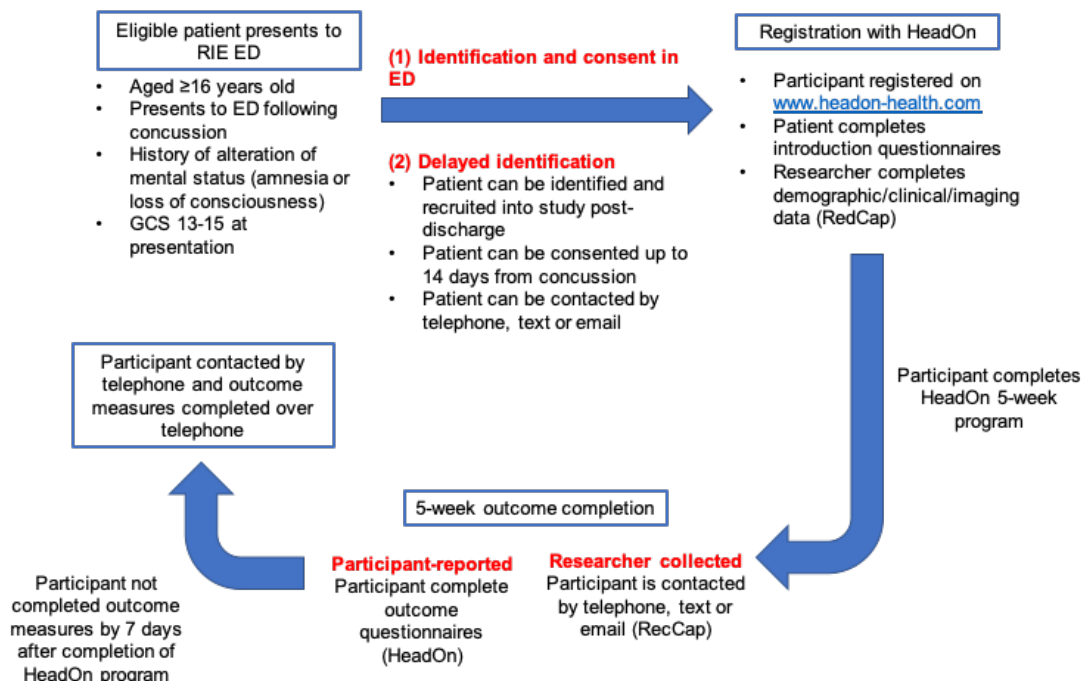 Eligible patient presents to
RIE ED
• Aged ≥16 years old
• Presents to ED following
concussion
• History of alteration of
mental status (amnesia or
loss of consciousness)
• GCS 13-15 at
presentation
(1) Identification and consent in
ED
(2) Delayed identification
• Patient can be identified and
recruited into study post-
discharge
• Patient can be consented up to
14 days from concussion
• Patient can be contacted by
telephone, text or email
Registration with HeadOn
• Participant registered on
www.headon-health.com
• Patient completes
introduction questionnaires
• Researcher completes
demographic/clinical/imaging
data (RedCap)
Participant completes
HeadOn 5-week
program
5-week outcome completion
Researcher collected
Participant is contacted
by telephone, text or
email (RecCap)
Participant-reported
Participant complete
outcome
questionnaires
(HeadOn)
Participant not
completed outcome
measures by 7 days
after completion of
HeadOn program
Participant contacted by
telephone and outcome
measures completed over
telephone